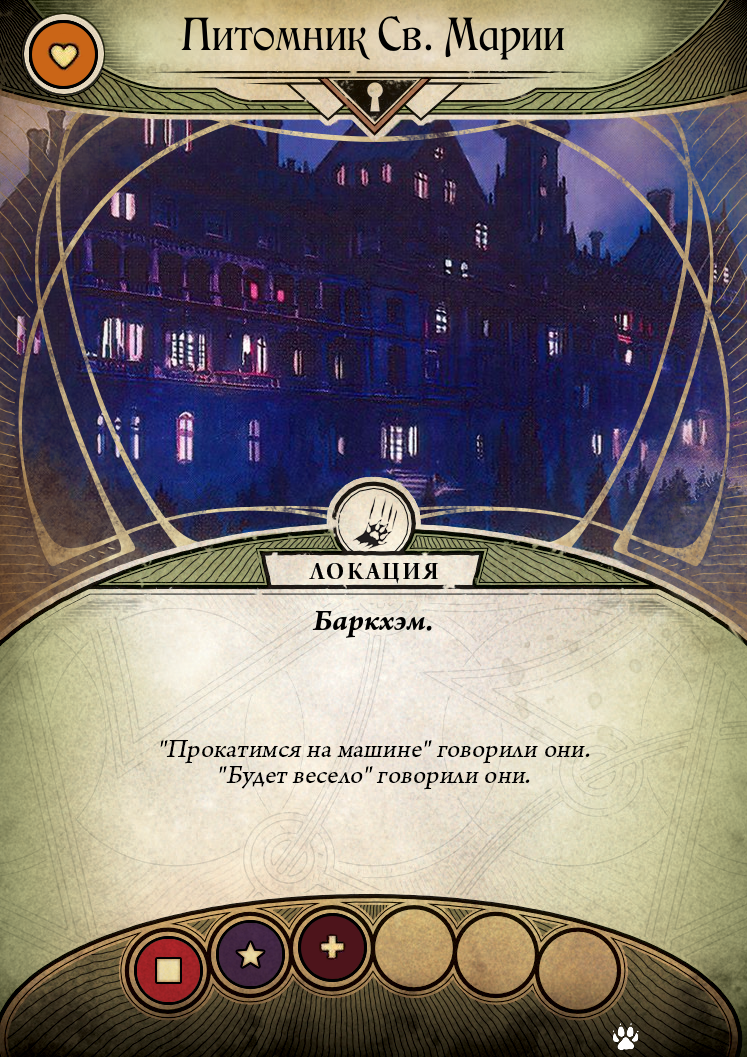 Питомник Св. Марии
ЛОКАЦИЯ
Баркхэм.
"Прокатимся на машине" говорили они.
"Будет весело" говорили они.